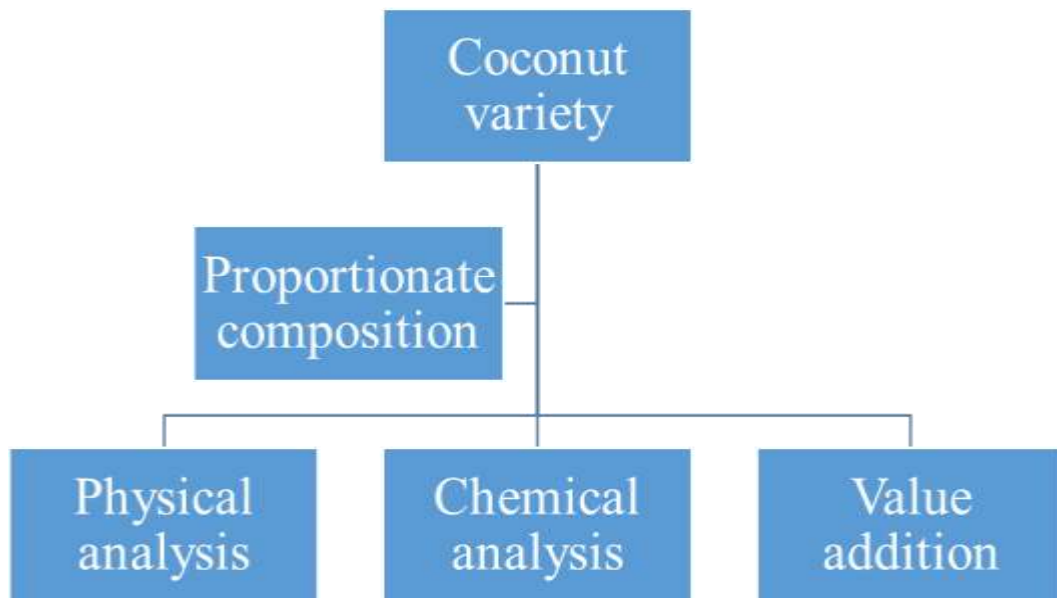 Coconut
variety
Proportionate
composition
Physical
analysis
Chemical
analysis
Value
addition